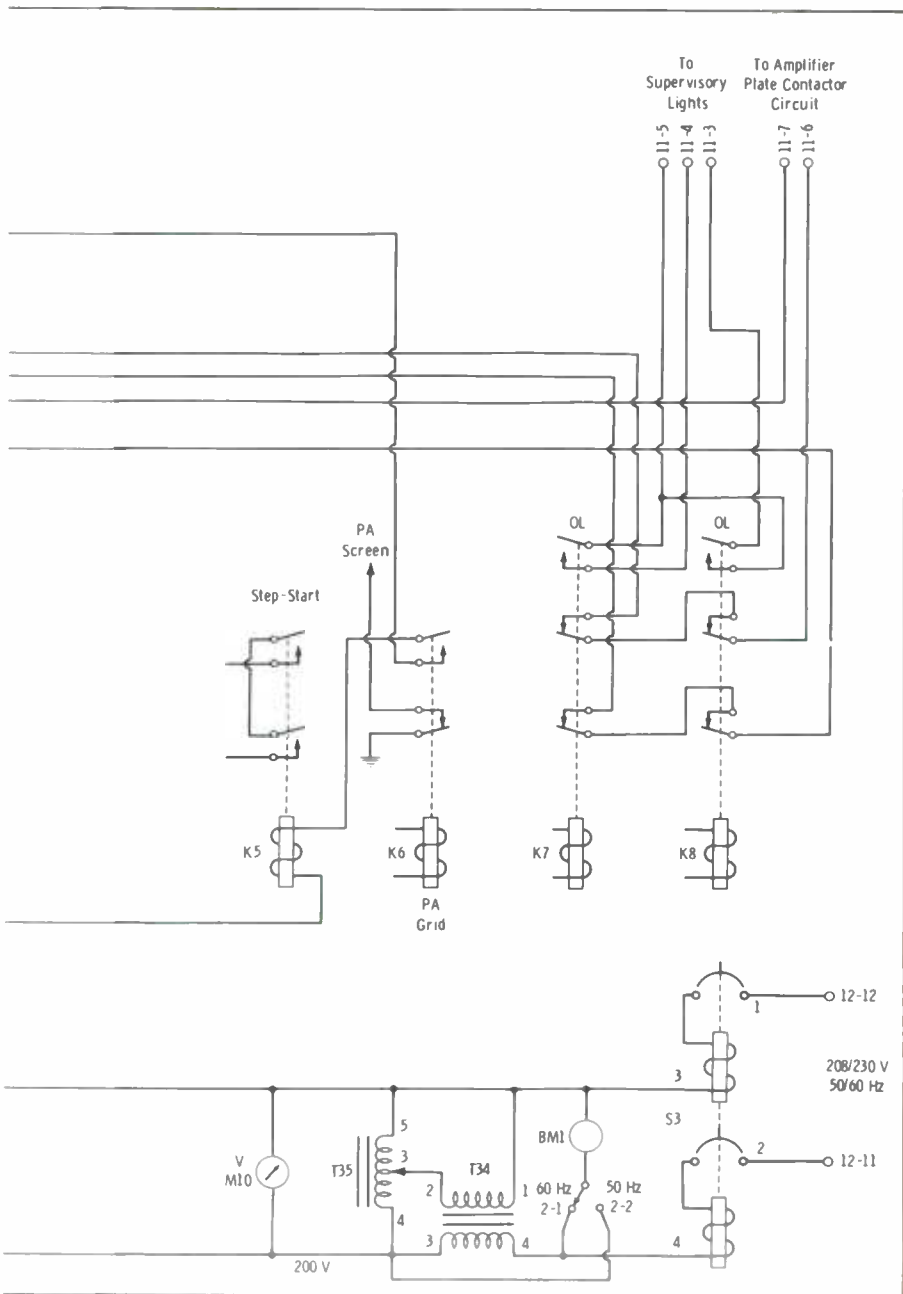 To
Supervisory
Lights
To Amplifier
Plate Contactor
Circuit
11-5
11-4
11-3
11-7
11-6
PA
Screen
OL
OL
Step-Start
K5
K6
K7
K8
PA
Grid
1
12-12
3
208/230 V
50/60 Hz
S3
BM1
2
12-11
V
M10
T35
5
3
4
T34
2
1
3
4
60 Hz
2-1
50 Hz
2-2
4
200 V